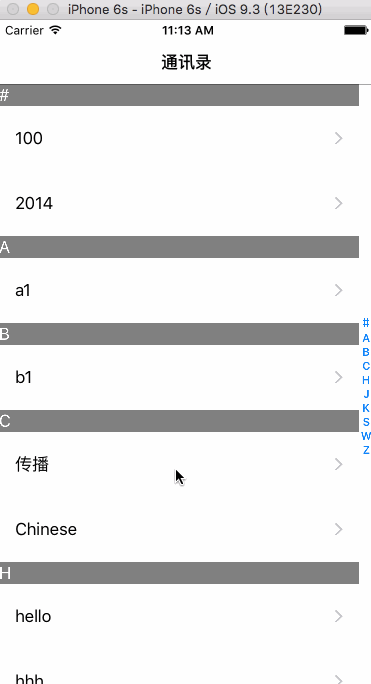 iPhone 6s - iPhone 6s / iOS 9.3 (13E230)
Carrier 11:13 AM
通讯录
#
100
2014
A
a1
B
b1
C
传播
Chinese
H
hello
hhh
#
A
B
C
H
J
K
S
W
Z